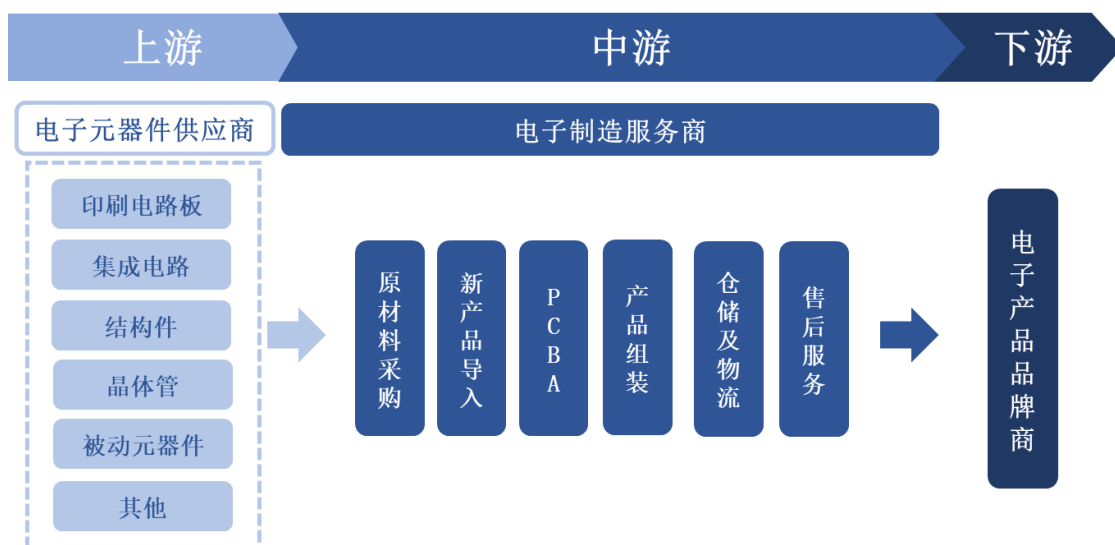 上游
中游
下游
电子元器件供应商
电子制造服务商
印刷电路板
集成电路
结构件
晶体管
被动元器件
其他
原材料采购
新产品导入
PCBA
产品组装
仓储及物流
售后服务
电子产品品牌商